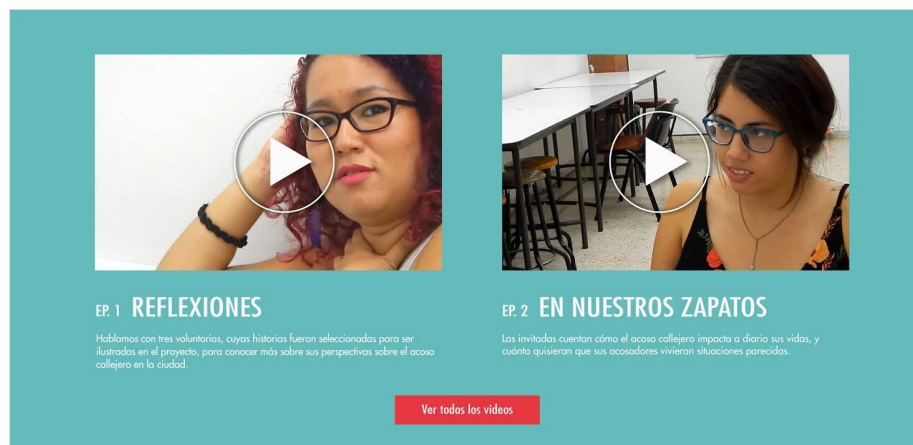 EP. 1 REFLEXIONES
Hablamos con tres voluntarias, cuyas historias fueron seleccionadas para ser
ilustradas en el proyecto, para conocer más sobre sus perspectivas sobre el acoso
callejero en la ciudad.
EP. 2 EN NUESTROS ZAPATOS
Las invitadas cuentan cómo el acoso callejero impacta a diario sus vidas, y
cuánto quisieran que sus acosadores vivieran situaciones parecidas.
Ver todos los videos